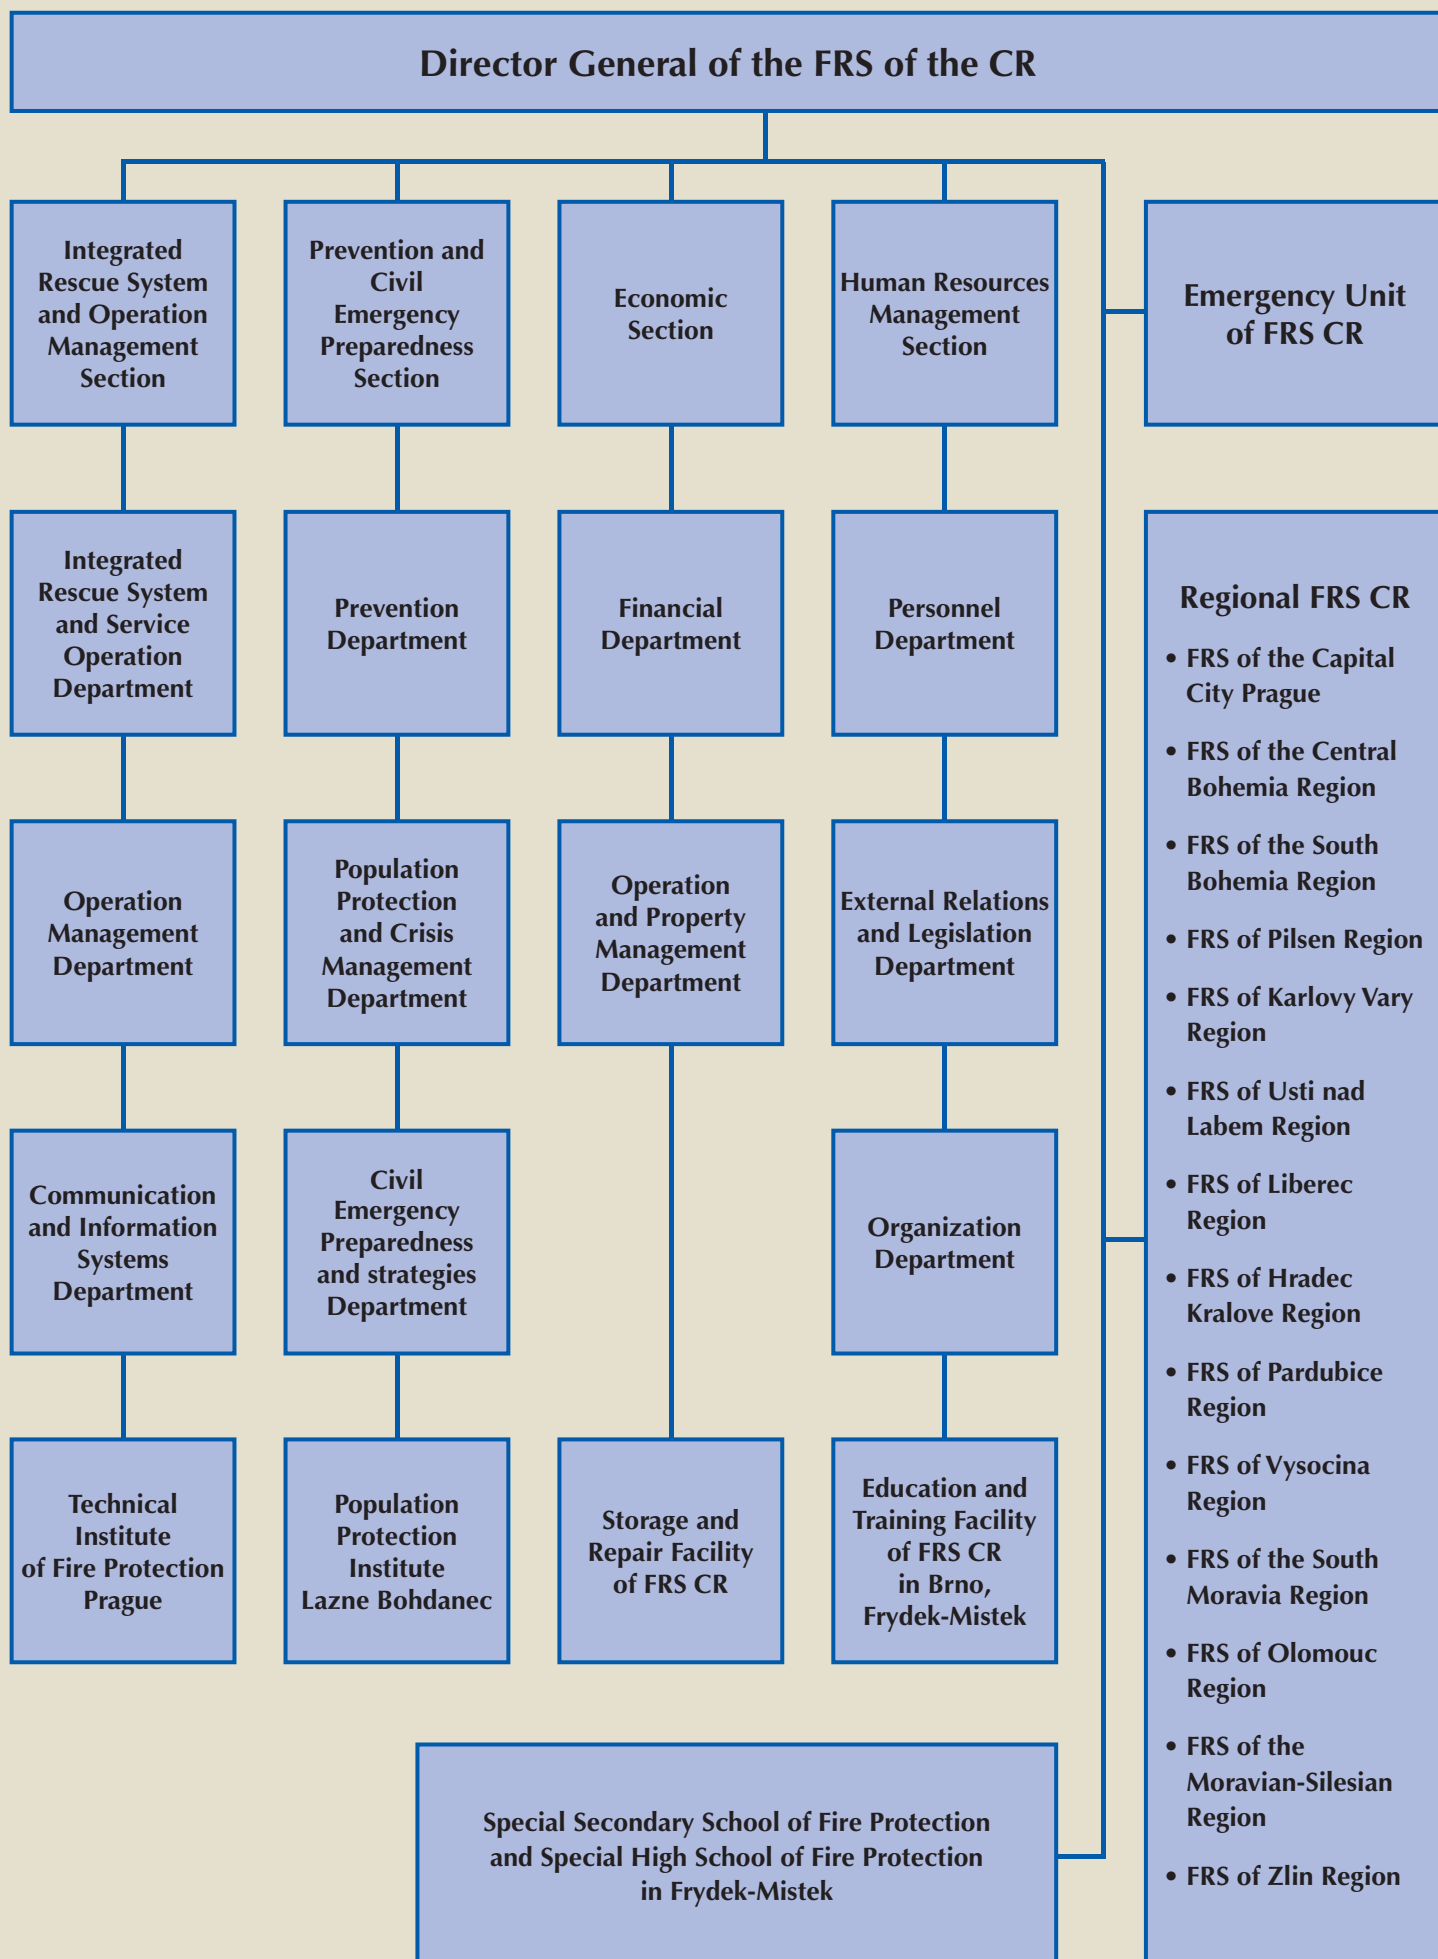 Director General of the FRS of the CR
Integrated
Rescue System
and Operation
Management
Section
Prevention and
Civil
Emergency
Preparedness
Section
Economic
Section
Human Resources
Management
Section
Emergency Unit
of FRS CR
Integrated
Rescue System
and Service
Operation
Department
Prevention
Department
Financial
Department
Personnel
Department
Operation
Management
Department
Population
Protection
and Crisis
Management
Department
Operation
and Property
Management
Department
External Relations
and Legislation
Department
Communication
and Information
Systems
Department
Civil
Emergency
Preparedness
and strategies
Department
Organization
Department
Technical
Institute
of Fire Protection
Prague
Population
Protection
Institute
Lazne Bohdanec
Storage and
Repair Facility
of FRS CR
Education and
Training Facility
of FRS CR
in Brno,
Frydek-Mistek
Special Secondary School of Fire Protection
and Special High School of Fire Protection
in Frydek-Mistek
Regional FRS CR
• FRS of the Capital
City Prague
• FRS of the Central
Bohemia Region
• FRS of the South
Bohemia Region
• FRS of Pilsen Region
• FRS of Karlovy Vary
Region
• FRS of Usti nad
Labem Region
• FRS of Liberec
Region
• FRS of Hradec
Kralove Region
• FRS of Pardubice
Region
• FRS of Vysocina
Region
• FRS of the South
Moravia Region
• FRS of Olomouc
Region
• FRS of the
Moravian-Silesian
Region
• FRS of Zlin Region